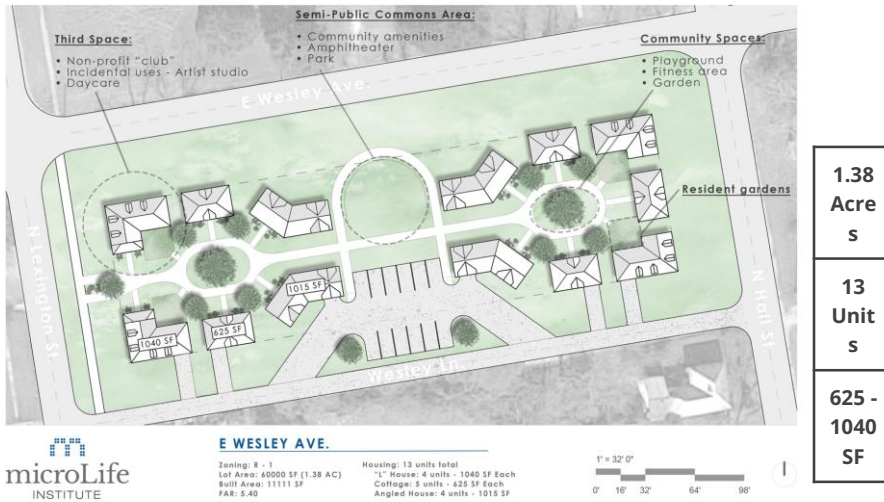 Semi-Public Commons Area:
• Community amenities
• Amphitheater
• Park
Third Space:
• Non-profit "club"
• Incidental uses - Artist studio
• Daycare
Community Spaces:
• Playground
• Fitness area
• Garden
E Wesley Ave.
Resident gardens
N Lexington St.
N Hall St.
1015 SF
625 SF
1040 SF
Wesley Ln.
1.38
Acre
s
13
Unit
s
625 -
1040
SF
microLife
INSTITUTE
E WESLEY AVE.
Zoning: R - 1
Lot Area: 60000 SF (1.38 AC)
Built Area: 11111 SF
FAR: 5.40
Housing: 13 units total
"L" House: 4 units - 1040 SF Each
Cottage: 5 units - 625 SF Each
Angled House: 4 units - 1015 SF
1" = 32' 0"
0' 16' 32' 64' 98'